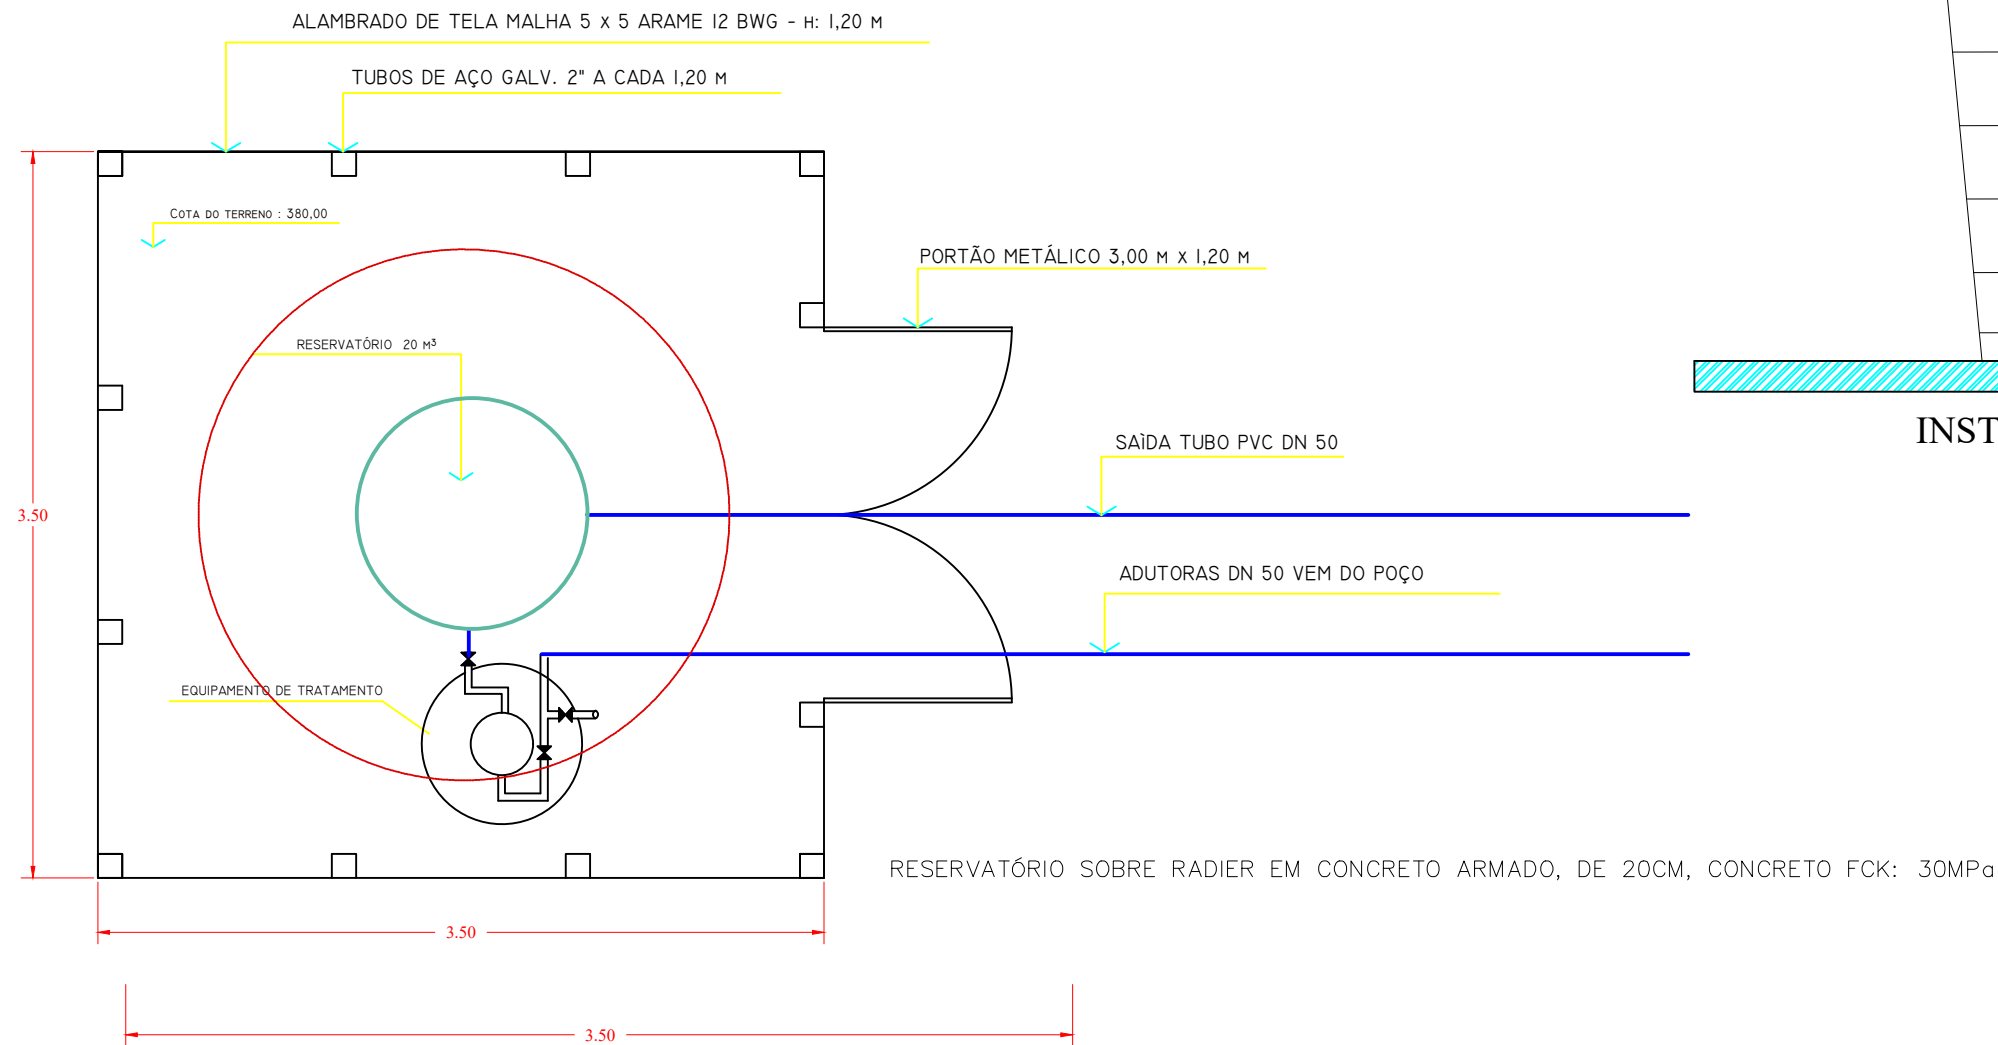 ALAMBRADO DE TELA MALHA 5 X 5 ARAME 12 BWG - H: 1,20 M
TUBOS DE AÇO GALV. 2" A CADA 1,20 M
COTA DO TERRENO : 380,00
PORTÃO METÁLICO 3,00 M X 1,20 M
RESERVATÓRIO 20 M³
INST
SAÌDA TUBO PVC DN 50
3.50
ADUTORAS DN 50 VEM DO POÇO
EQUIPAMENTO DE TRATAMENTO
RESERVATÓRIO SOBRE RADIER EM CONCRETO ARMADO, DE 20CM, CONCRETO FCK: 30MPa
3.50
3.50